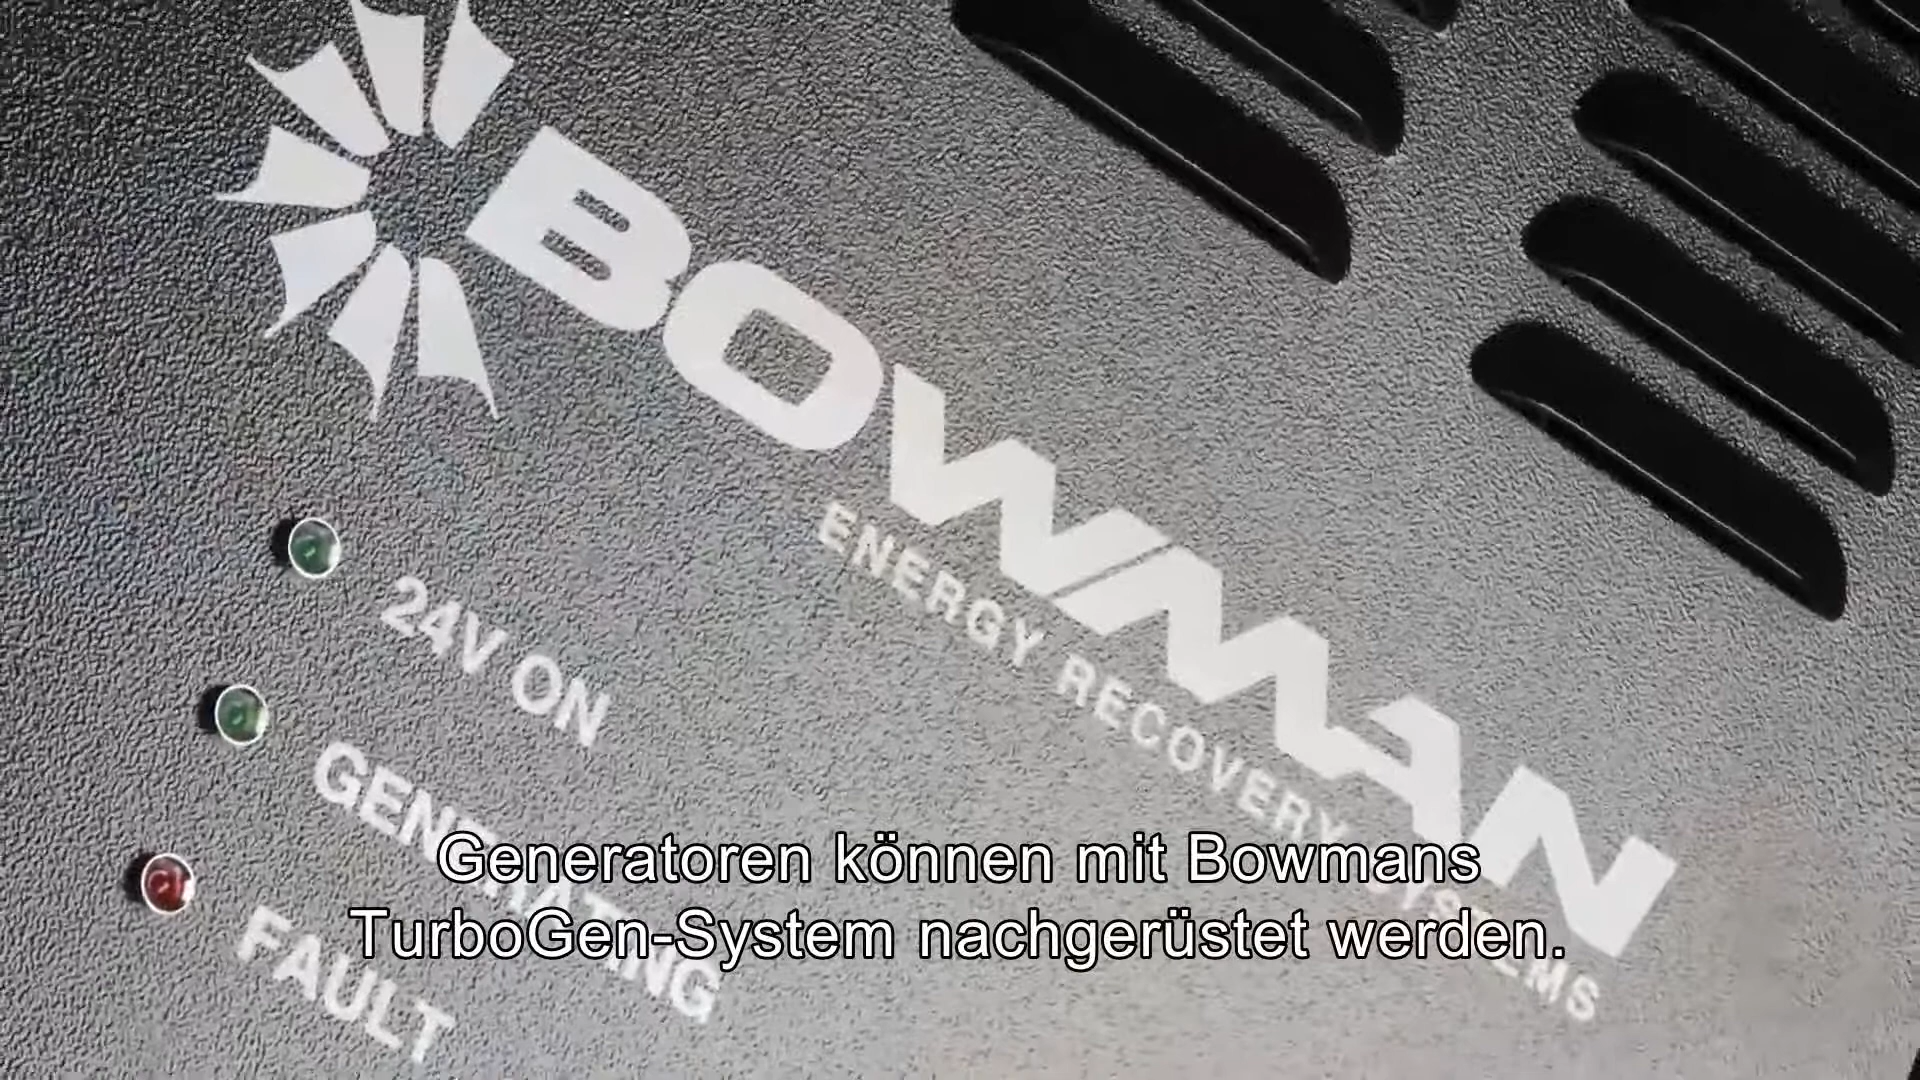 BOWMAN
ENERGY RECOVERY SYSTEMS
24V ON
GENERATING
FAULT
Generatoren können mit Bowmans
TurboGen-System nachgerüstet werden.